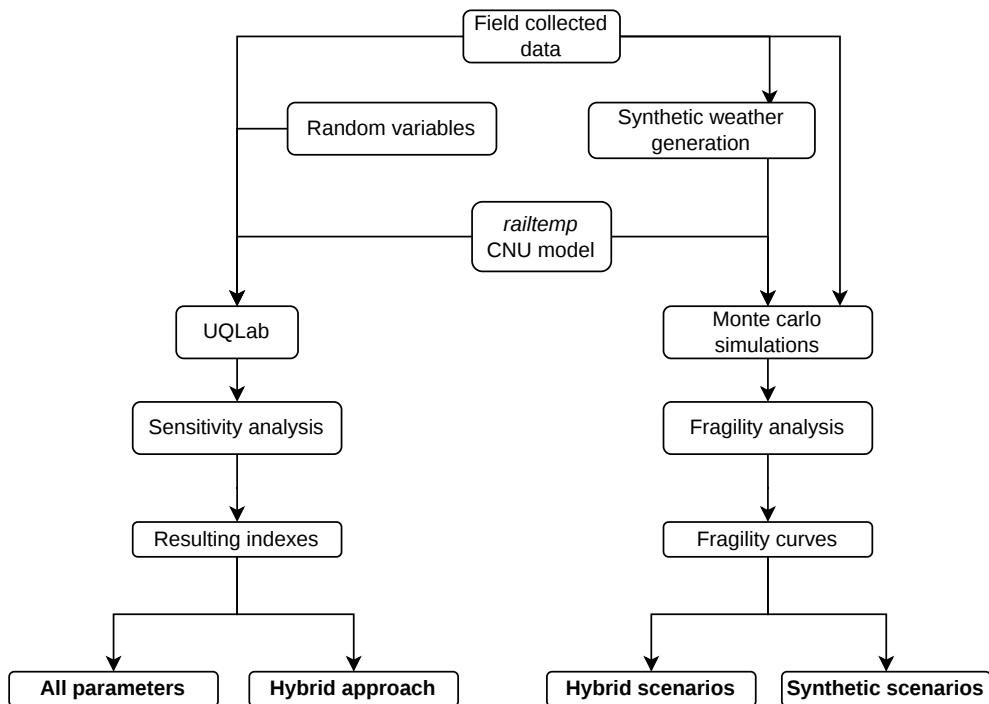 Field collected
data
Random variables
Synthetic weather
generation
railtemp
CNU model
UQLab
Monte carlo
simulations
Sensitivity analysis
Fragility analysis
Resulting indexes
Fragility curves
All parameters
Hybrid approach
Hybrid scenarios
Synthetic scenarios